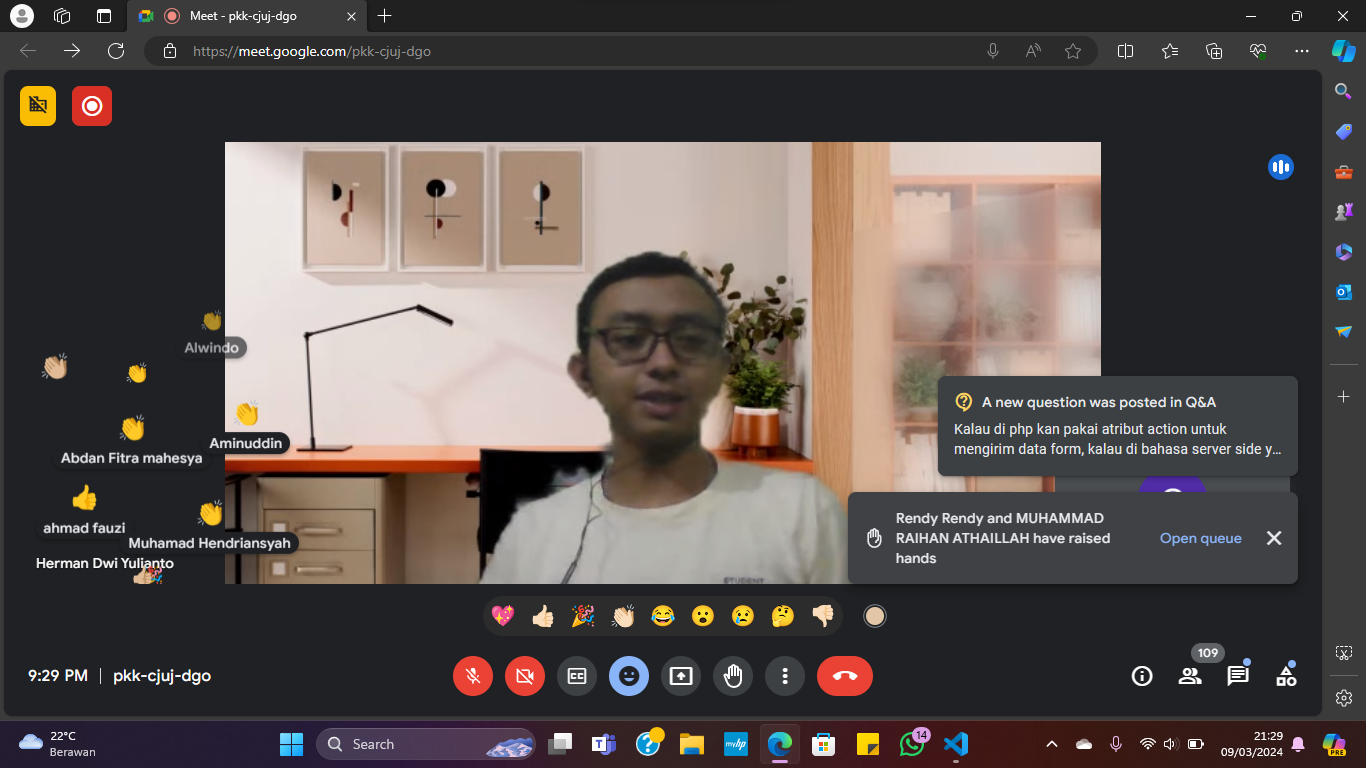 Meet - pkk-cjuj-dgo
https://meet.google.com/pkk-cjuj-dgo
Alwindo
Aminuddin
Abdan Fitra mahesya
ahmad fauzi
Muhamad Hendriansyah
Herman Dwi Yulianto
A new question was posted in Q&A
Kalau di php kan pakai atribut action untuk
mengirim data form, kalau di bahasa server side y...
Rendy Rendy and MUHAMMAD
RAIHAN ATHAILLAH have raised
hands
Open queue
STUDENT
9:29 PM
pkk-cjuj-dgo
CC
109
22°C
Berawan
Search
myhp
14
21:29
09/03/2024
PRE